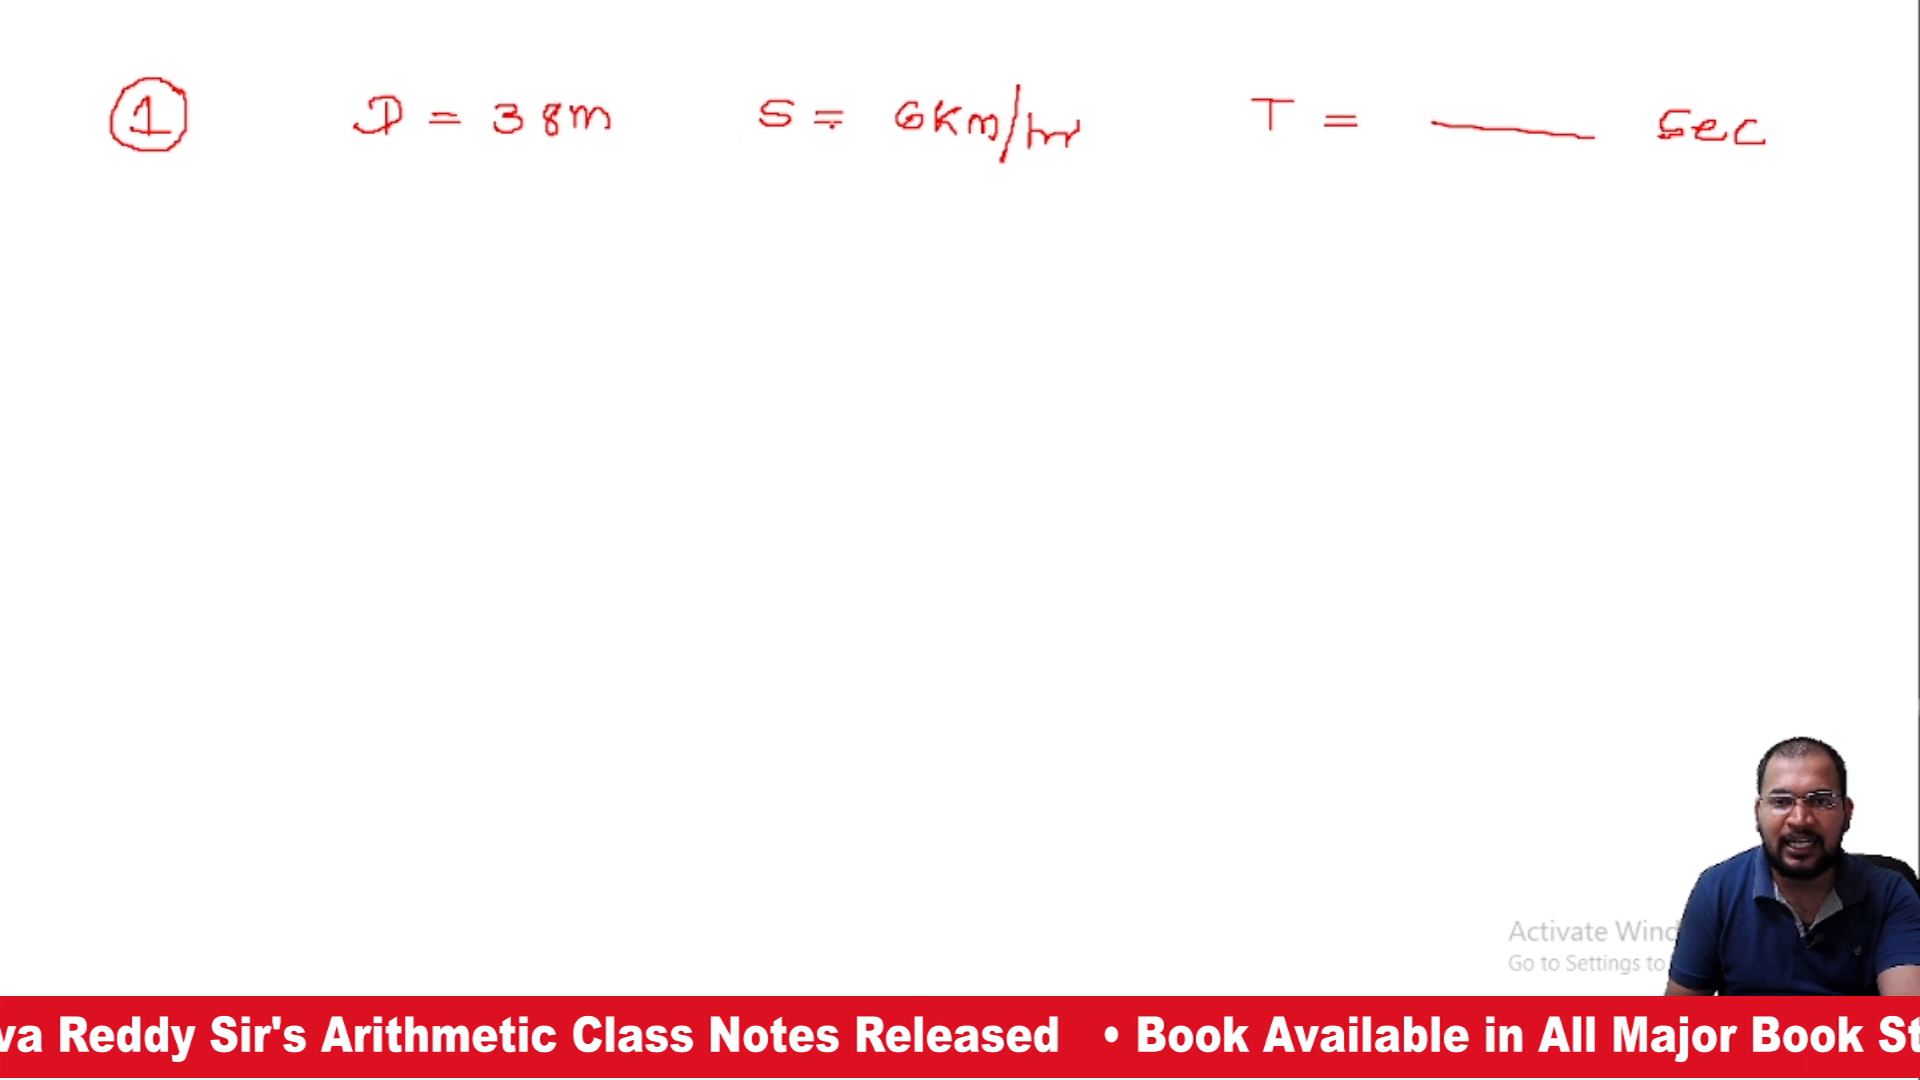 1 D = 38m S = 6Km/hr T = ____ sec
Activate Wind
Go to Settings to
va Reddy Sir's Arithmetic Class Notes Released • Book Available in All Major Book St